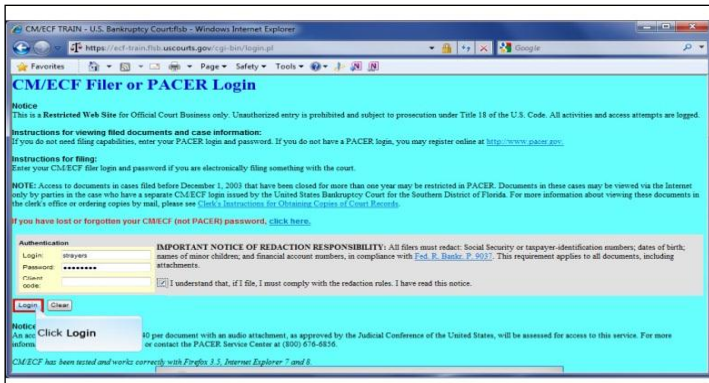 CM/ECF TRAIN - U.S. Bankruptcy Court:flsb - Windows Internet Explorer
https://ecf-train.flsb.uscourts.gov/cgi-bin/login.pl
Google
Favorites Page Safety Tools
CM/ECF Filer or PACER Login
Notice
This is a Restricted Web Site for Official Court Business only. Unauthorized entry is prohibited and subject to prosecution under Title 18 of the U.S. Code. All activities and access attempts are logged.
Instructions for viewing filed documents and case information:
If you do not need filing capabilities, enter your PACER login and password. If you do not have a PACER login, you may register online at http://www.pacer.gov.
Instructions for filing:
Enter your CM/ECF filer login and password if you are electronically filing something with the court.
NOTE: Access to documents in cases filed before December 1, 2003 that have been closed for more than one year may be restricted in PACER. Documents in these cases may be viewed via the Internet
only by parties in the case who have a separate CM/ECF login issued by the United States Bankruptcy Court for the Southern District of Florida. For more information about viewing these documents in
the clerk's office or ordering copies by mail, please see Clerk's Instructions for Obtaining Copies of Court Records.
If you have lost or forgotten your CM/ECF (not PACER) password, click here.
Authentication
Login: strayers
Password:
Client code:
IMPORTANT NOTICE OF REDACTION RESPONSIBILITY: All filers must redact: Social Security or taxpayer-identification numbers; dates of birth;
names of minor children; and financial account numbers, in compliance with Fed. R. Bankr. P. 9037. This requirement applies to all documents, including
attachments.
I understand that, if I file, I must comply with the redaction rules. I have read this notice.
Login Clear
Click Login
Notice
An acc
per document with an audio attachment, as approved by the Judicial Conference of the United States, will be assessed for access to this service. For more
inform
or contact the PACER Service Center at (800) 676-6856.
CM/ECF has been tested and works correctly with Firefox 3.5, Internet Explorer 7 and 8.